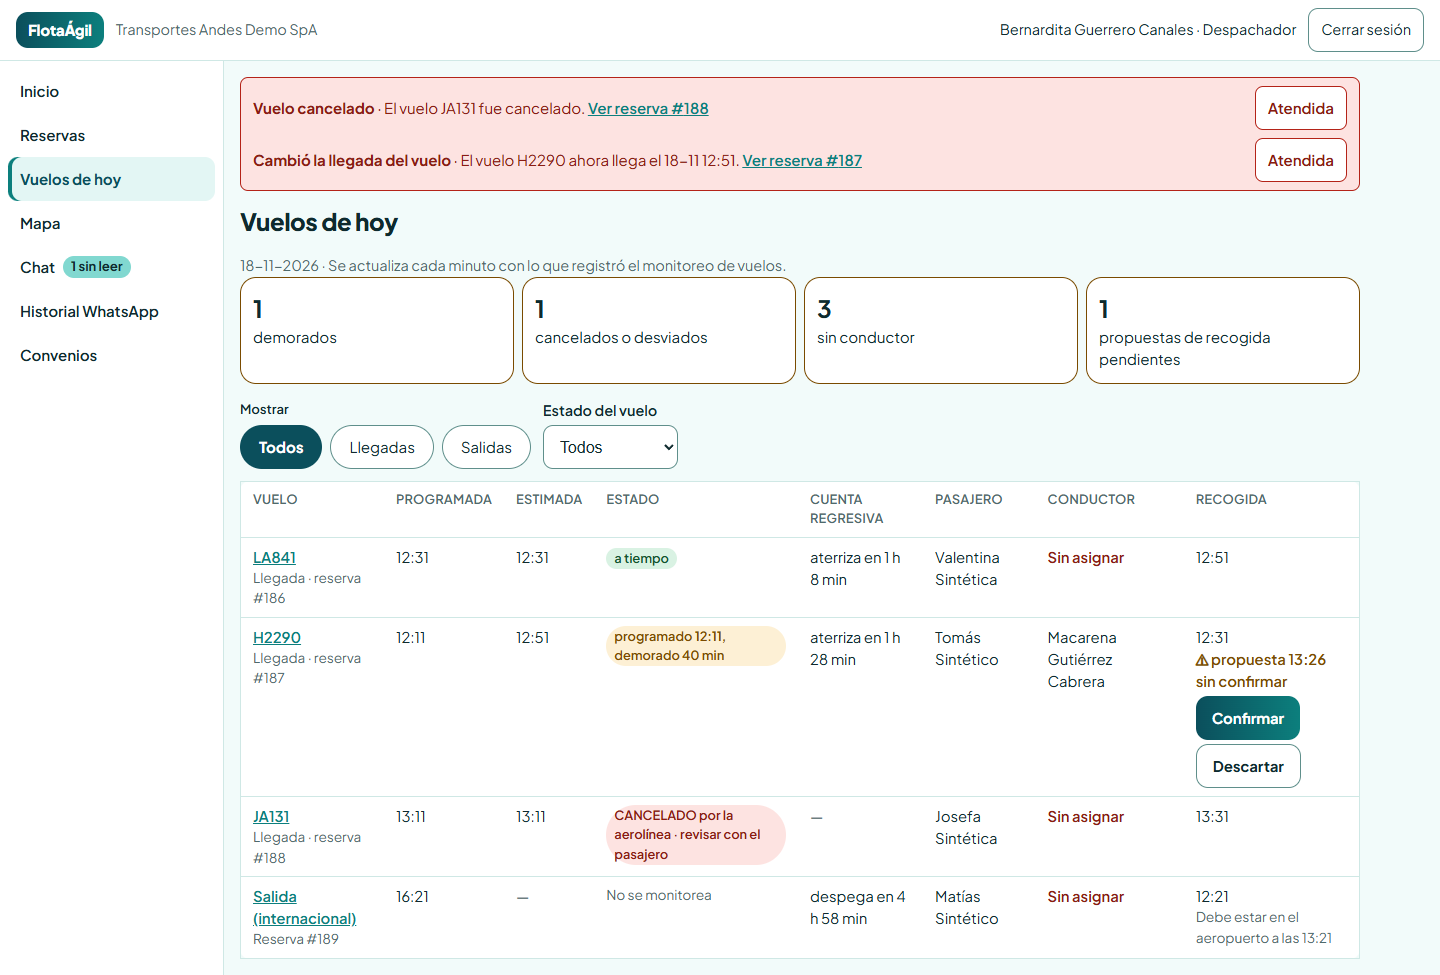 FlotaÁgil
Transportes Andes Demo SpA
Bernardita Guerrero Canales · Despachador
Cerrar sesión
Inicio
Reservas
Vuelos de hoy
Mapa
Chat 1 sin leer
Historial WhatsApp
Convenios
Vuelo cancelado · El vuelo JA131 fue cancelado. Ver reserva #188
Atendida
Cambió la llegada del vuelo · El vuelo H2290 ahora llega el 18-11 12:51. Ver reserva #187
Atendida
Vuelos de hoy
18-11-2026 · Se actualiza cada minuto con lo que registró el monitoreo de vuelos.
1
demorados
1
cancelados o desviados
3
sin conductor
1
propuestas de recogida
pendientes
Mostrar
Todos
Llegadas
Salidas
Estado del vuelo
Todos
VUELO
PROGRAMADA
ESTIMADA
ESTADO
CUENTA
REGRESIVA
PASAJERO
CONDUCTOR
RECOGIDA
LA841
Llegada · reserva
#186
12:31
12:31
a tiempo
aterriza en 1 h
8 min
Valentina
Sintética
Sin asignar
12:51
H2290
Llegada · reserva
#187
12:11
12:51
programado 12:11,
demorado 40 min
aterriza en 1 h
28 min
Tomás
Sintético
Macarena
Gutiérrez
Cabrera
12:31
⚠ propuesta 13:26
sin confirmar
Confirmar
Descartar
JA131
Llegada · reserva
#188
13:11
13:11
CANCELADO por la
aerolínea · revisar con el
pasajero
—
Josefa
Sintética
Sin asignar
13:31
Salida
(internacional)
Reserva #189
16:21
—
No se monitorea
despega en 4
h 58 min
Matías
Sintético
Sin asignar
12:21
Debe estar en el
aeropuerto a las 13:21